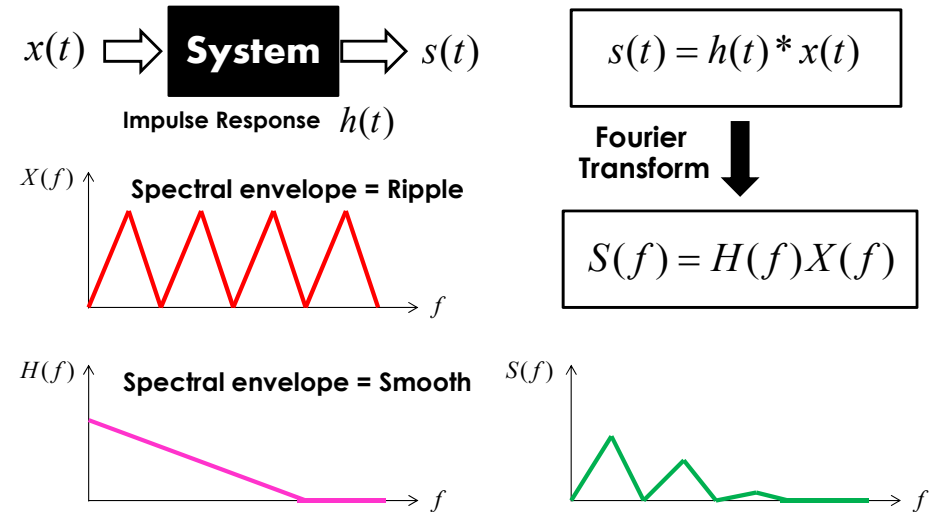 x(t) System s(t)
Impulse Response h(t)
s(t) = h(t) * x(t)
Fourier
Transform
S(f) = H(f)X(f)
X(f)
Spectral envelope = Ripple
f
H(f)
Spectral envelope = Smooth
f
S(f)
f